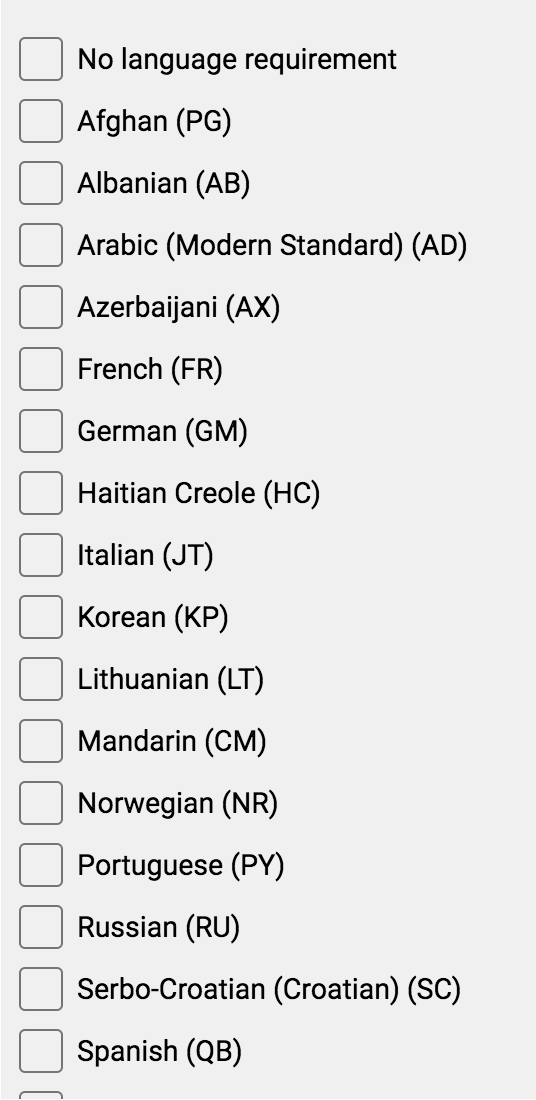 No language requirement
Afghan (PG)
Albanian (AB)
Arabic (Modern Standard) (AD)
Azerbaijani (AX)
French (FR)
German (GM)
Haitian Creole (HC)
Italian (JT)
Korean (KP)
Lithuanian (LT)
Mandarin (CM)
Norwegian (NR)
Portuguese (PY)
Russian (RU)
Serbo-Croatian (Croatian) (SC)
Spanish (QB)